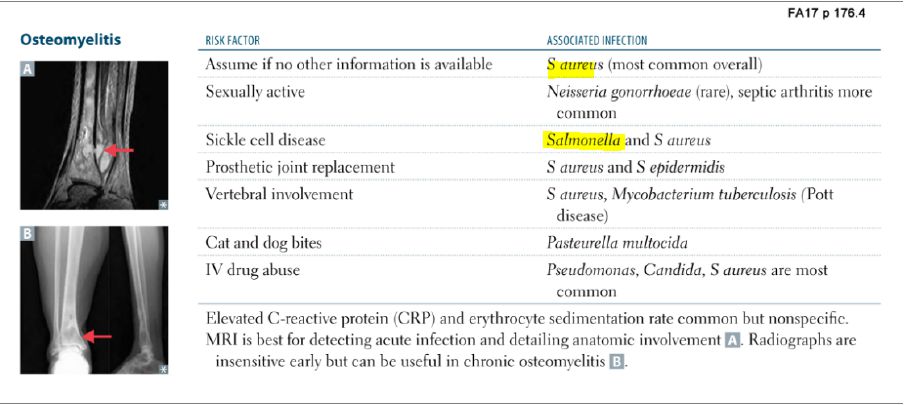 FA17 p 176.4
Osteomyelitis
RISK FACTOR ASSOCIATED INFECTION
Assume if no other information is available S aureus (most common overall)
Sexually active Neisseria gonorrhoeae (rare), septic arthritis more
common
Sickle cell disease Salmonella and S aureus
Prosthetic joint replacement S aureus and S epidermidis
Vertebral involvement S aureus, Mycobacterium tuberculosis (Pott
disease)
Cat and dog bites Pasteurella multocida
IV drug abuse Pseudomonas, Candida, S aureus are most
common
Elevated C-reactive protein (CRP) and erythrocyte sedimentation rate common but nonspecific.
MRI is best for detecting acute infection and detailing anatomic involvement A. Radiographs are
insensitive early but can be useful in chronic osteomyelitis B.
A
*
B
*